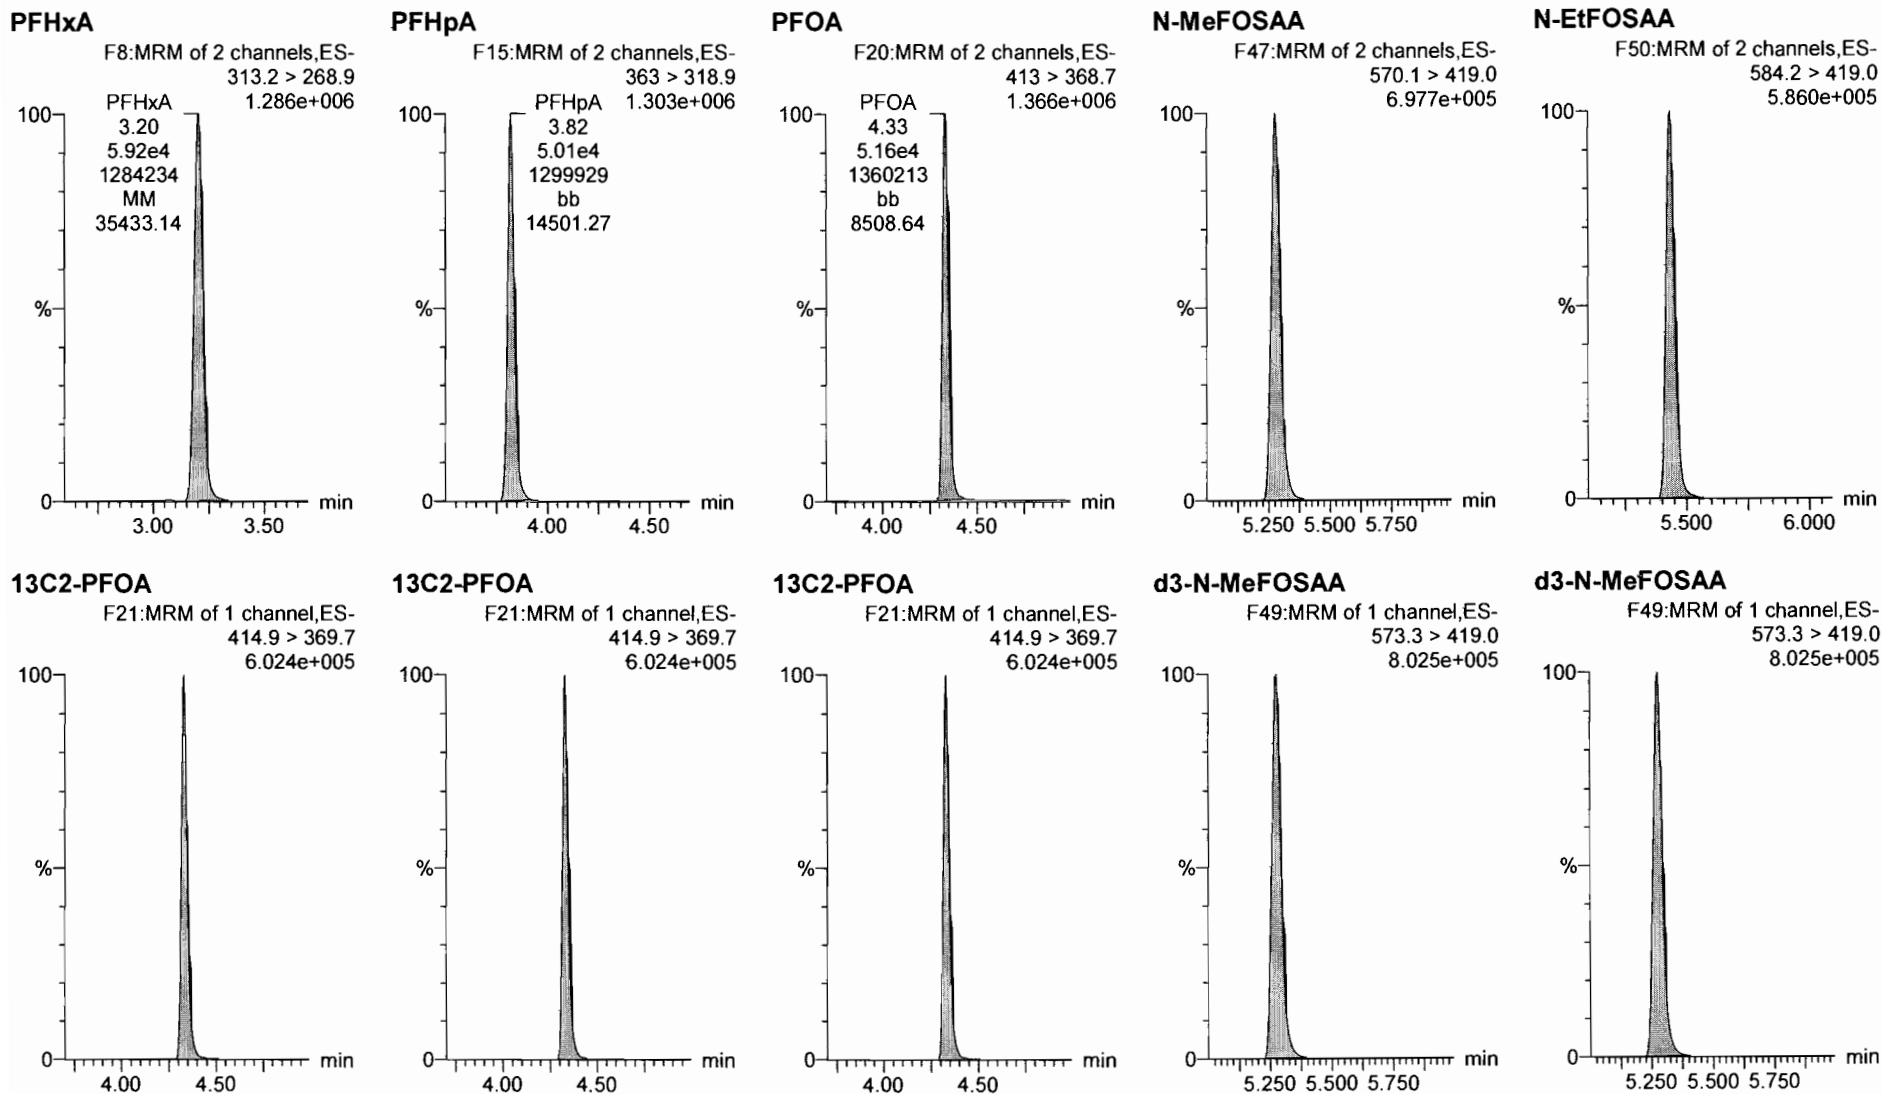 PFHxA
F8:MRM of 2 channels,ES-
313.2 > 268.9
1.286e+006
PFHxA
3.20
5.92e4
1284234
MM
35433.14
100
%
0
min
3.00 3.50
PFHpA
F15:MRM of 2 channels,ES-
363 > 318.9
1.303e+006
PFHpA
3.82
5.01e4
1299929
bb
14501.27
100
%
0
min
4.00 4.50
PFOA
F20:MRM of 2 channels,ES-
413 > 368.7
1.366e+006
PFOA
4.33
5.16e4
1360213
bb
8508.64
100
%
0
min
4.00 4.50
N-MeFOSAA
F47:MRM of 2 channels,ES-
570.1 > 419.0
6.977e+005
100
%
0
min
5.250 5.500 5.750
N-EtFOSAA
F50:MRM of 2 channels,ES-
584.2 > 419.0
5.860e+005
100
%
0
min
5.500 6.000
13C2-PFOA
F21:MRM of 1 channel,ES-
414.9 > 369.7
6.024e+005
100
%
0
min
4.00 4.50
13C2-PFOA
F21:MRM of 1 channel,ES-
414.9 > 369.7
6.024e+005
100
%
0
min
4.00 4.50
13C2-PFOA
F21:MRM of 1 channel,ES-
414.9 > 369.7
6.024e+005
100
%
0
min
4.00 4.50
d3-N-MeFOSAA
F49:MRM of 1 channel,ES-
573.3 > 419.0
8.025e+005
100
%
0
min
5.250 5.500 5.750
d3-N-MeFOSAA
F49:MRM of 1 channel,ES-
573.3 > 419.0
8.025e+005
100
%
0
min
5.250 5.500 5.750